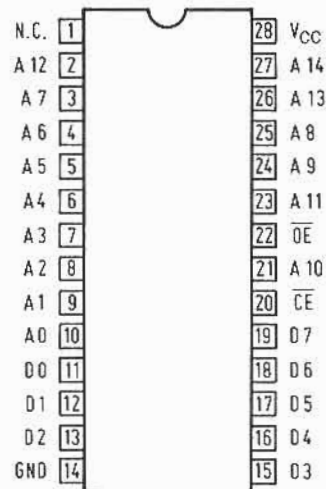 N.C. 1 28 VCC
A12 2 27 A14
A7 3 26 A13
A6 4 25 A8
A5 5 24 A9
A4 6 23 A11
A3 7 22 O̅E̅
A2 8 21 A10
A1 9 20 C̅E̅
A0 10 19 D7
D0 11 18 D6
D1 12 17 D5
D2 13 16 D4
GND 14 15 D3